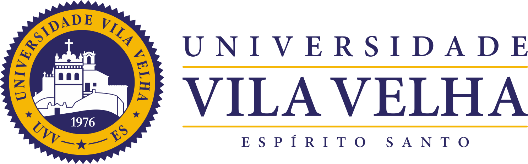 UNIVERSIDADE VILA VELHA
1976
UVV ES
UNIVERSIDADE
VILA VELHA
ESPÍRITO SANTO